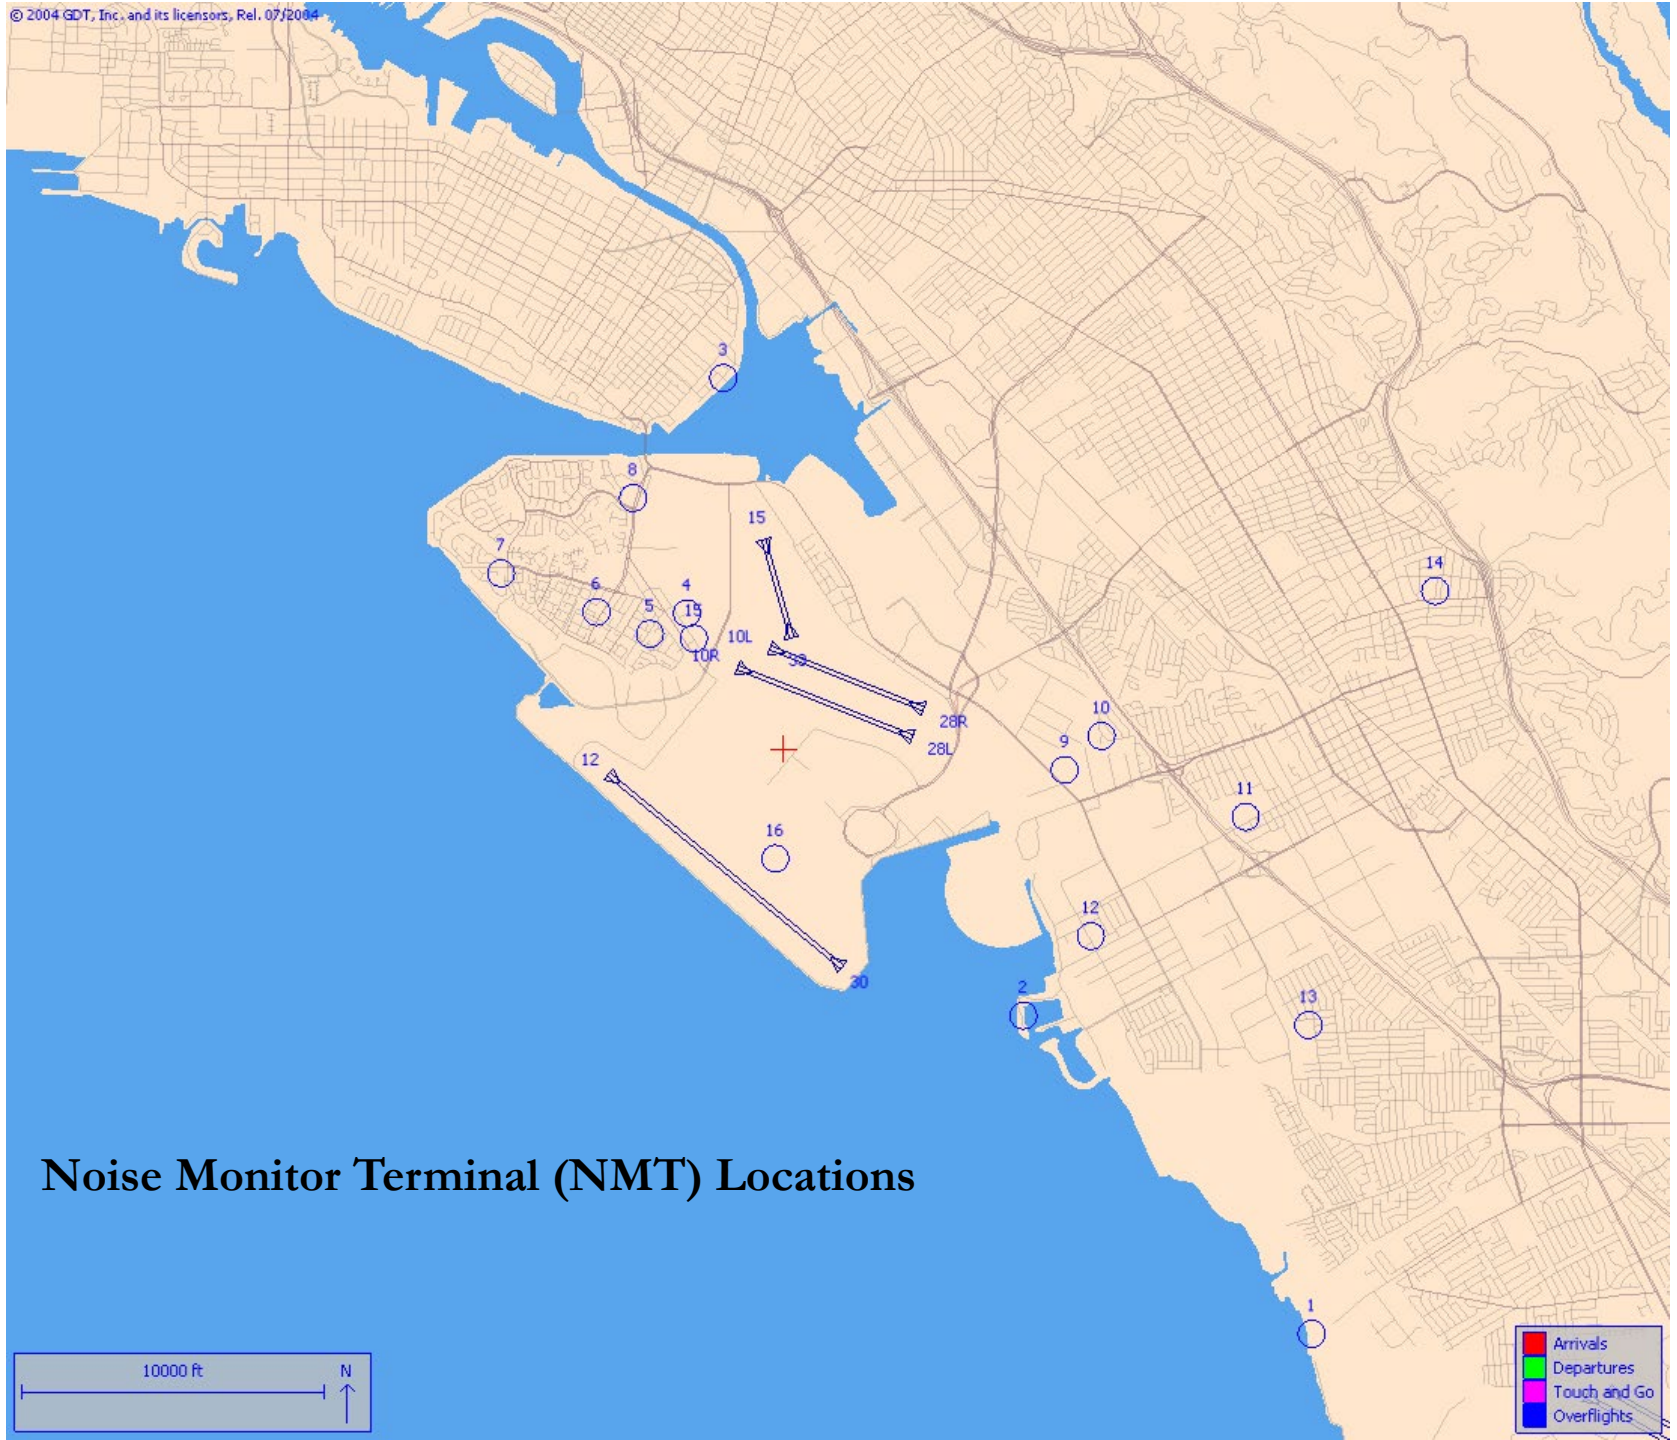 © 2004 GDT, Inc. and its licensors, Rel. 07/2004
3
8
15
7
14
6
4
5
15
10L
10R
33
10
28R
9
28L
12
11
16
12
30
2
13
Noise Monitor Terminal (NMT) Locations
1
10000 ft
N
Arrivals
Departures
Touch and Go
Overflights